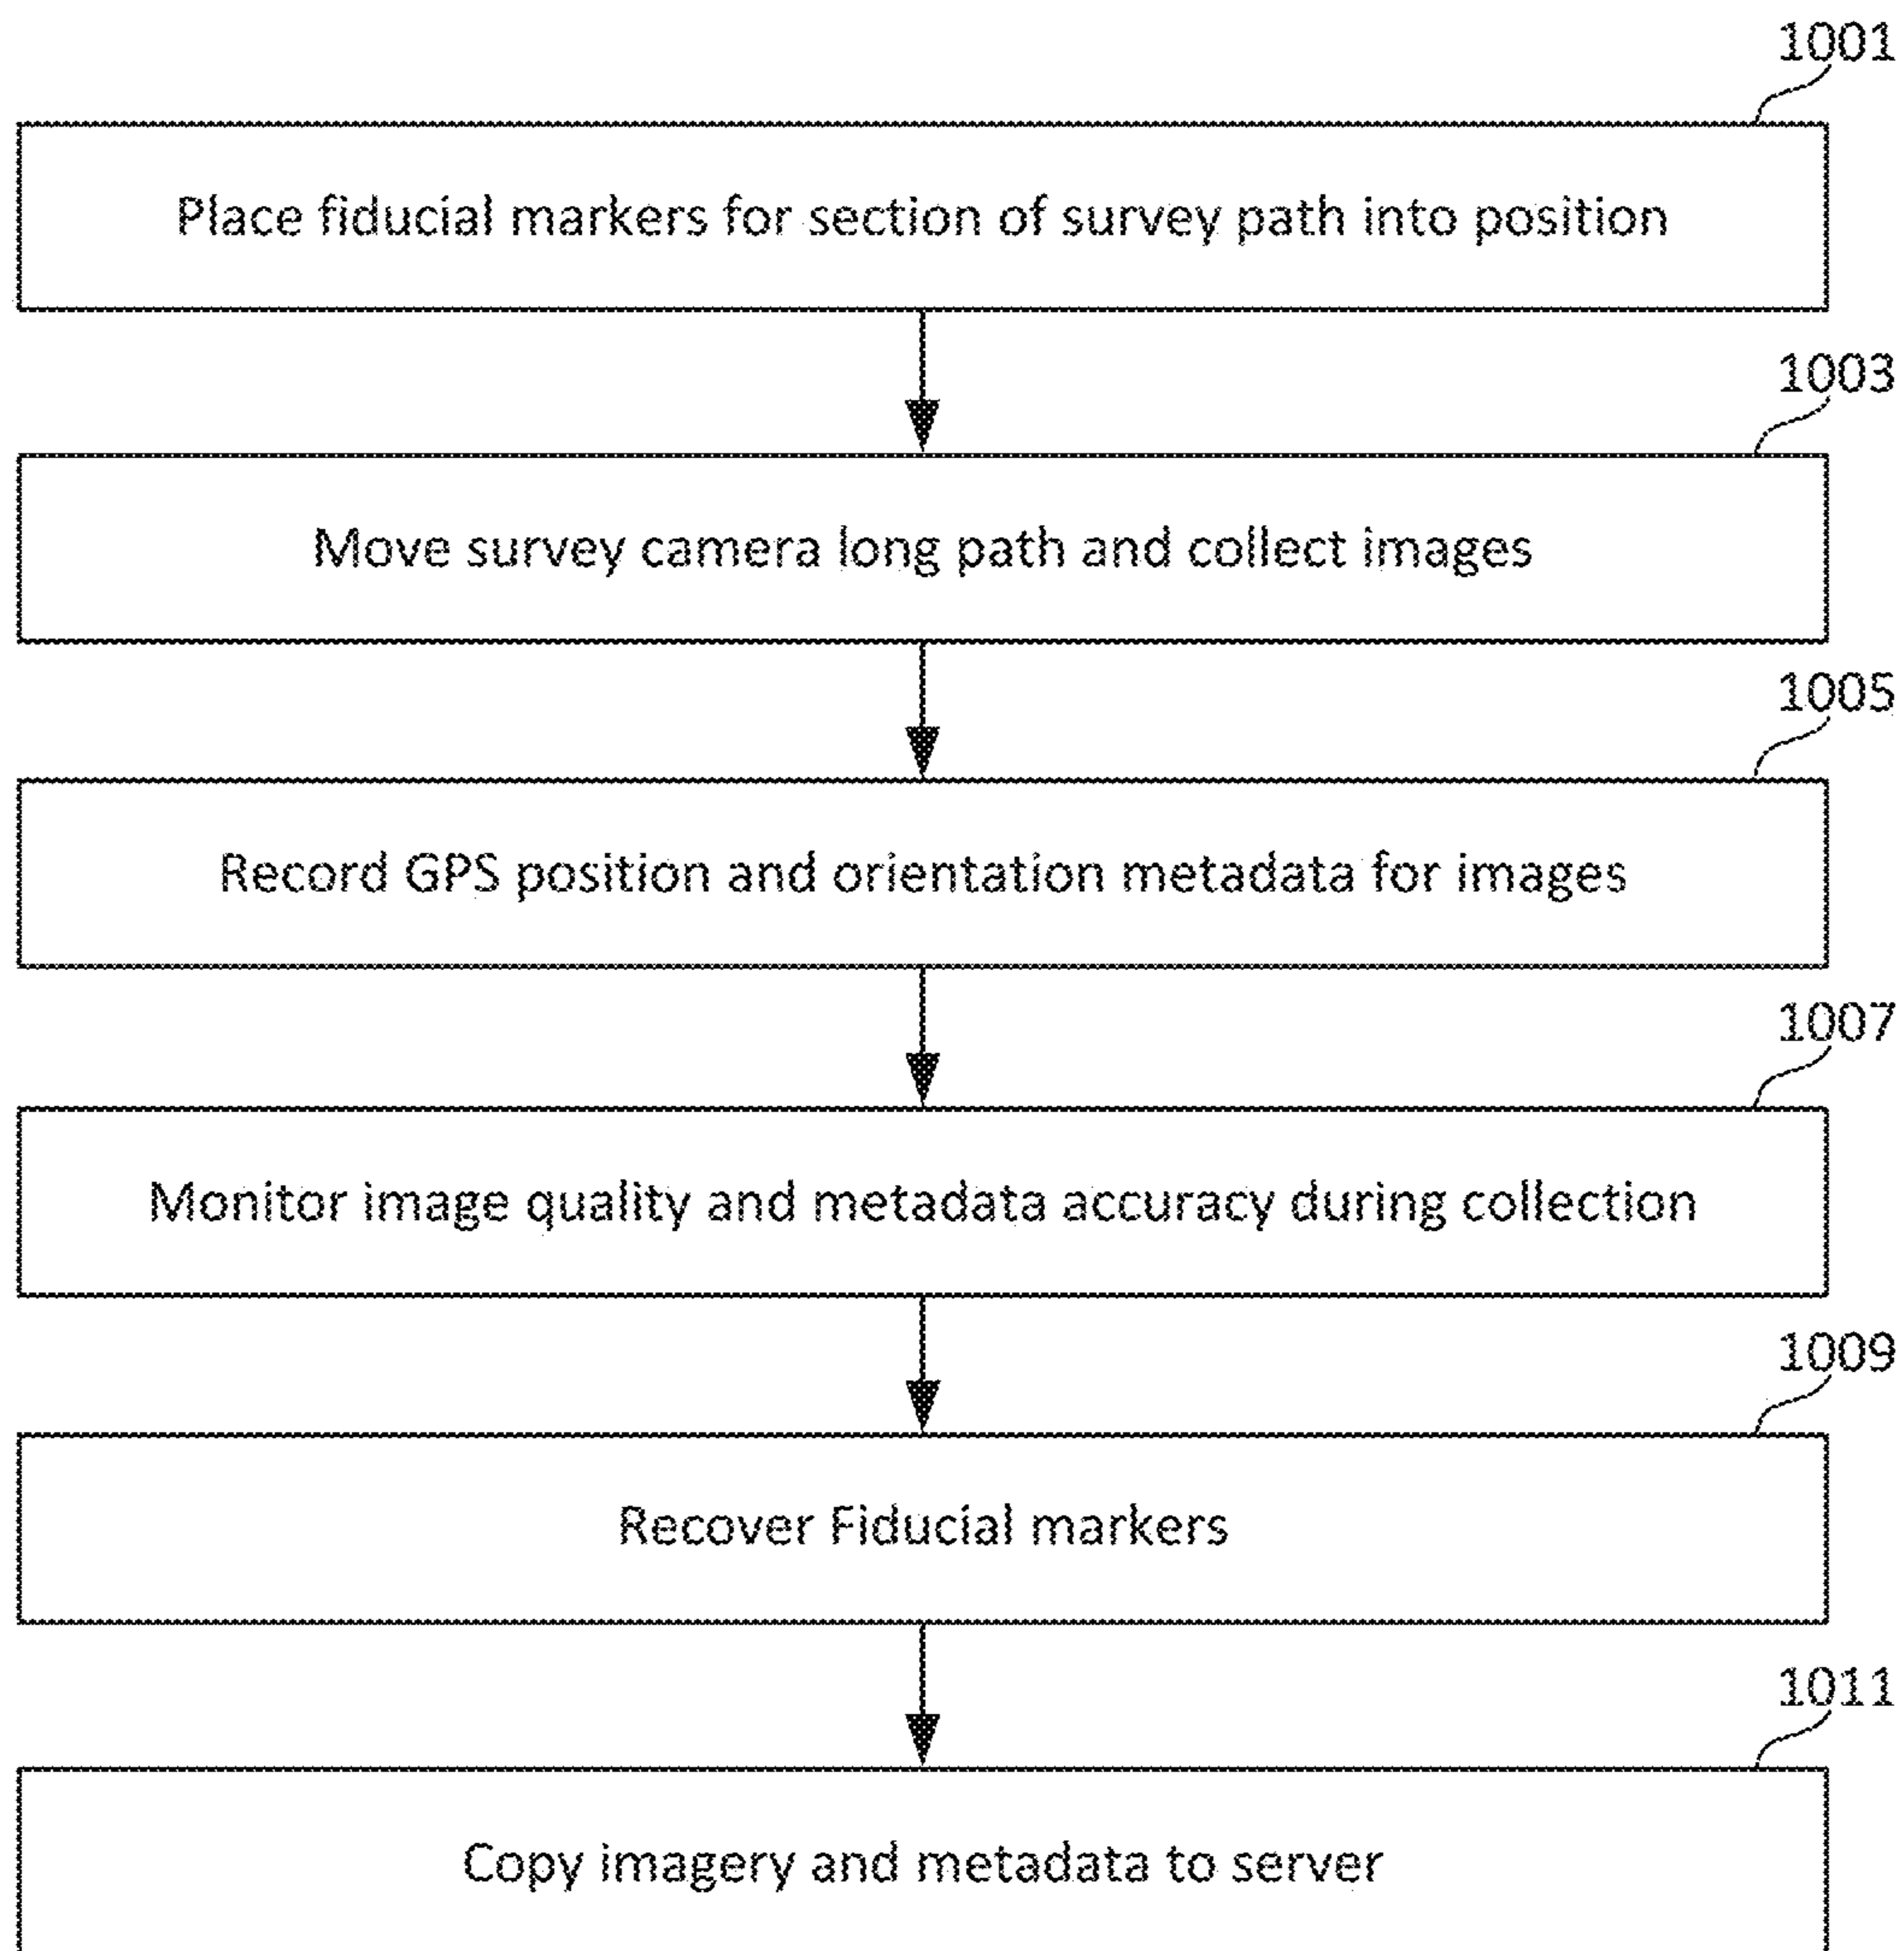 1001
Place fiducial markers for section of survey path into position
1003
Move survey camera long path and collect images
1005
Record GPS position and orientation metadata for images
1007
Monitor image quality and metadata accuracy during collection
1009
Recover Fiducial markers
1011
Copy imagery and metadata to server